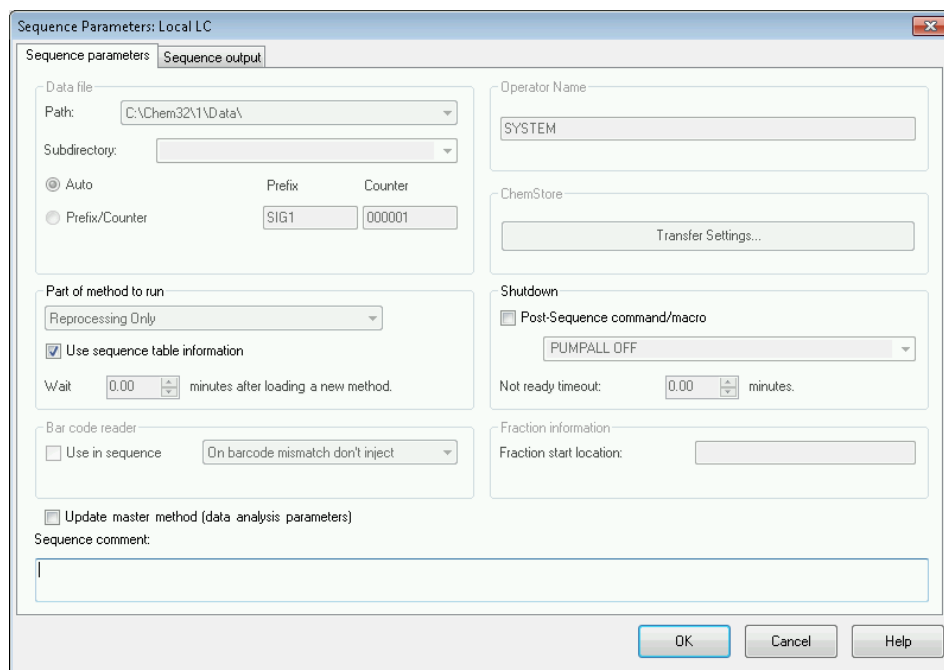 Sequence Parameters: Local LC
Sequence parameters
Sequence output
Data file
Path:
C:\Chem32\1\Data\
Subdirectory:
Auto
Prefix
Counter
Prefix/Counter
SIG1
000001
Operator Name
SYSTEM
ChemStore
Transfer Settings...
Part of method to run
Reprocessing Only
Use sequence table information
Wait
0.00
minutes after loading a new method.
Shutdown
Post-Sequence command/macro
PUMPALL OFF
Not ready timeout:
0.00
minutes.
Bar code reader
Use in sequence
On barcode mismatch don't inject
Fraction information
Fraction start location:
Update master method (data analysis parameters)
Sequence comment:
OK
Cancel
Help